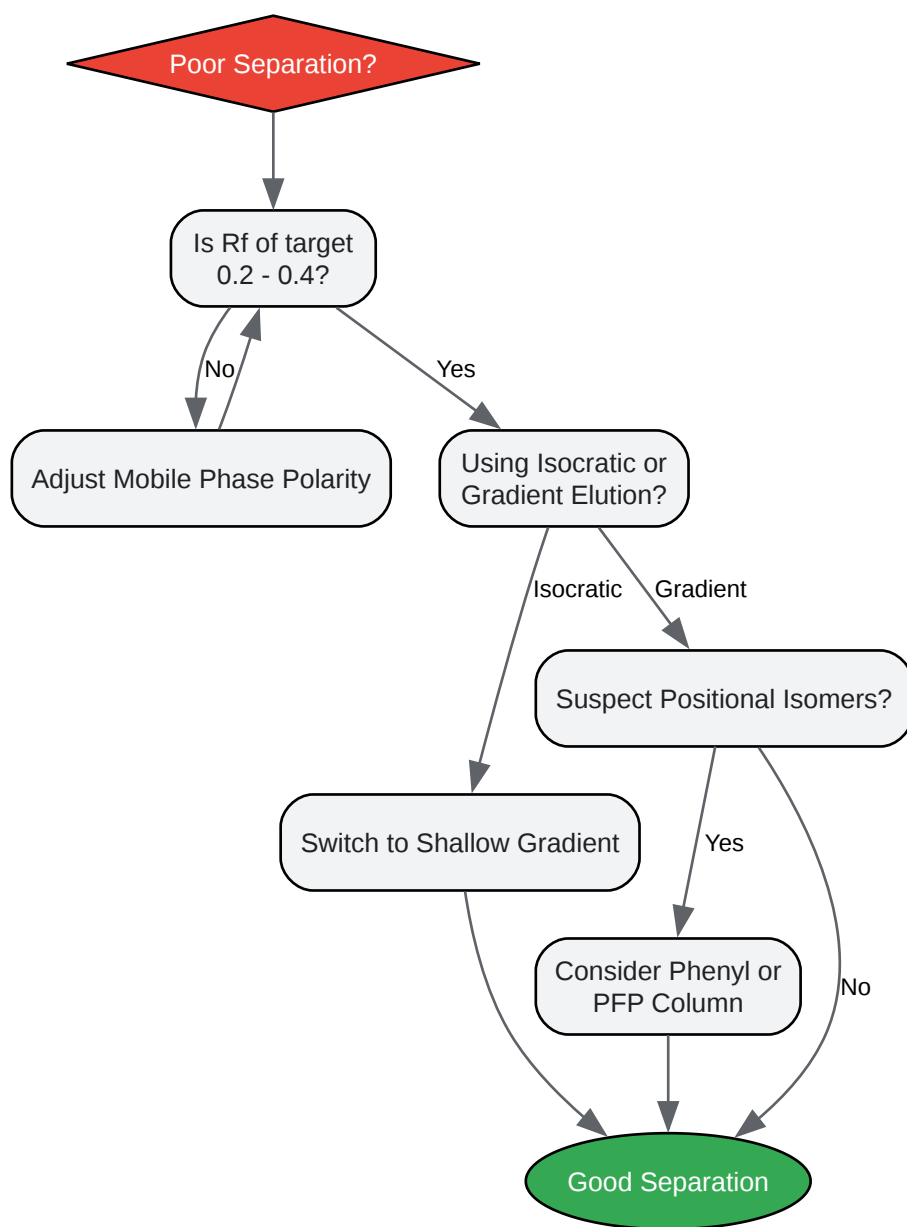 Poor Separation?
Is Rf of target
0.2 - 0.4?
No
Yes
Adjust Mobile Phase Polarity
Using Isocratic or
Gradient Elution?
Isocratic
Gradient
Suspect Positional Isomers?
Switch to Shallow Gradient
Yes
Consider Phenyl or
PFP Column
No
Good Separation